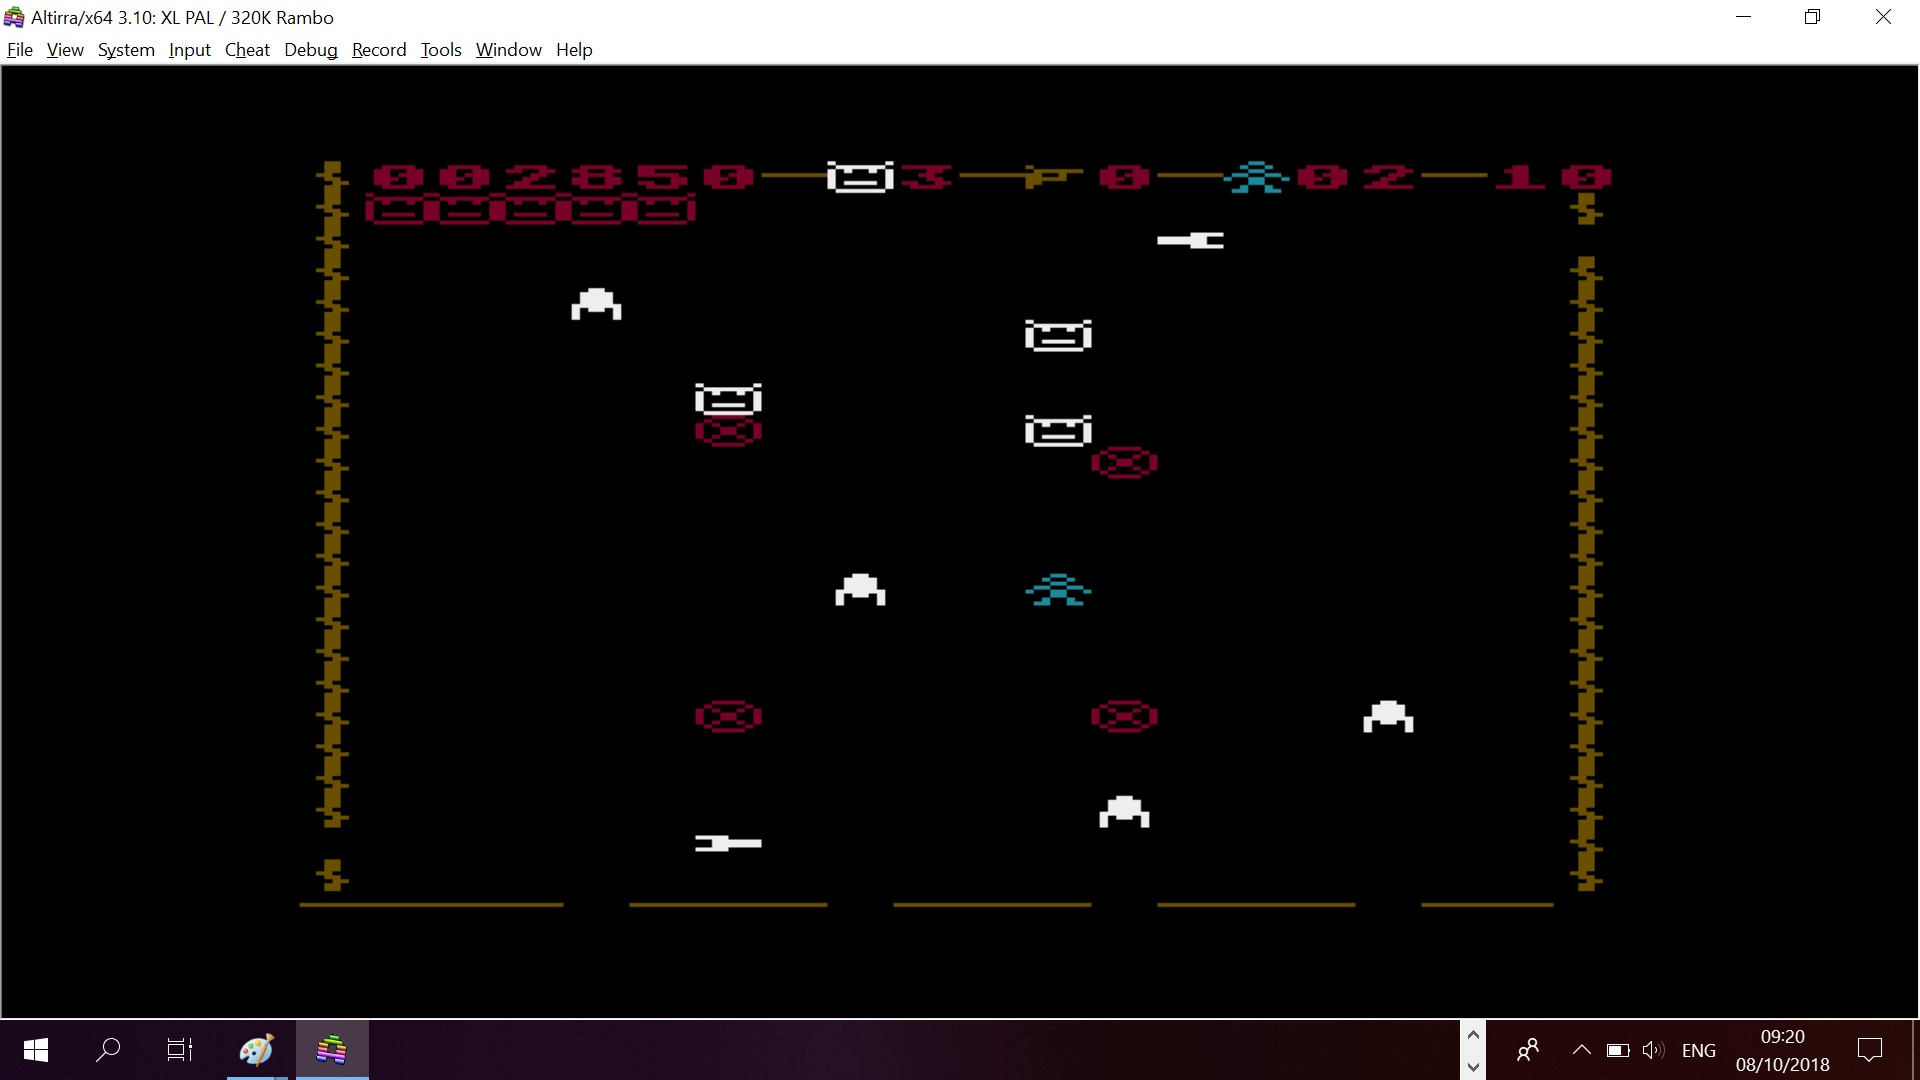 Altirra/x64 3.10: XL PAL / 320K Rambo
File View System Input Cheat Debug Record Tools Window Help
002850 3 0 02 10
ENG
09:20
08/10/2018